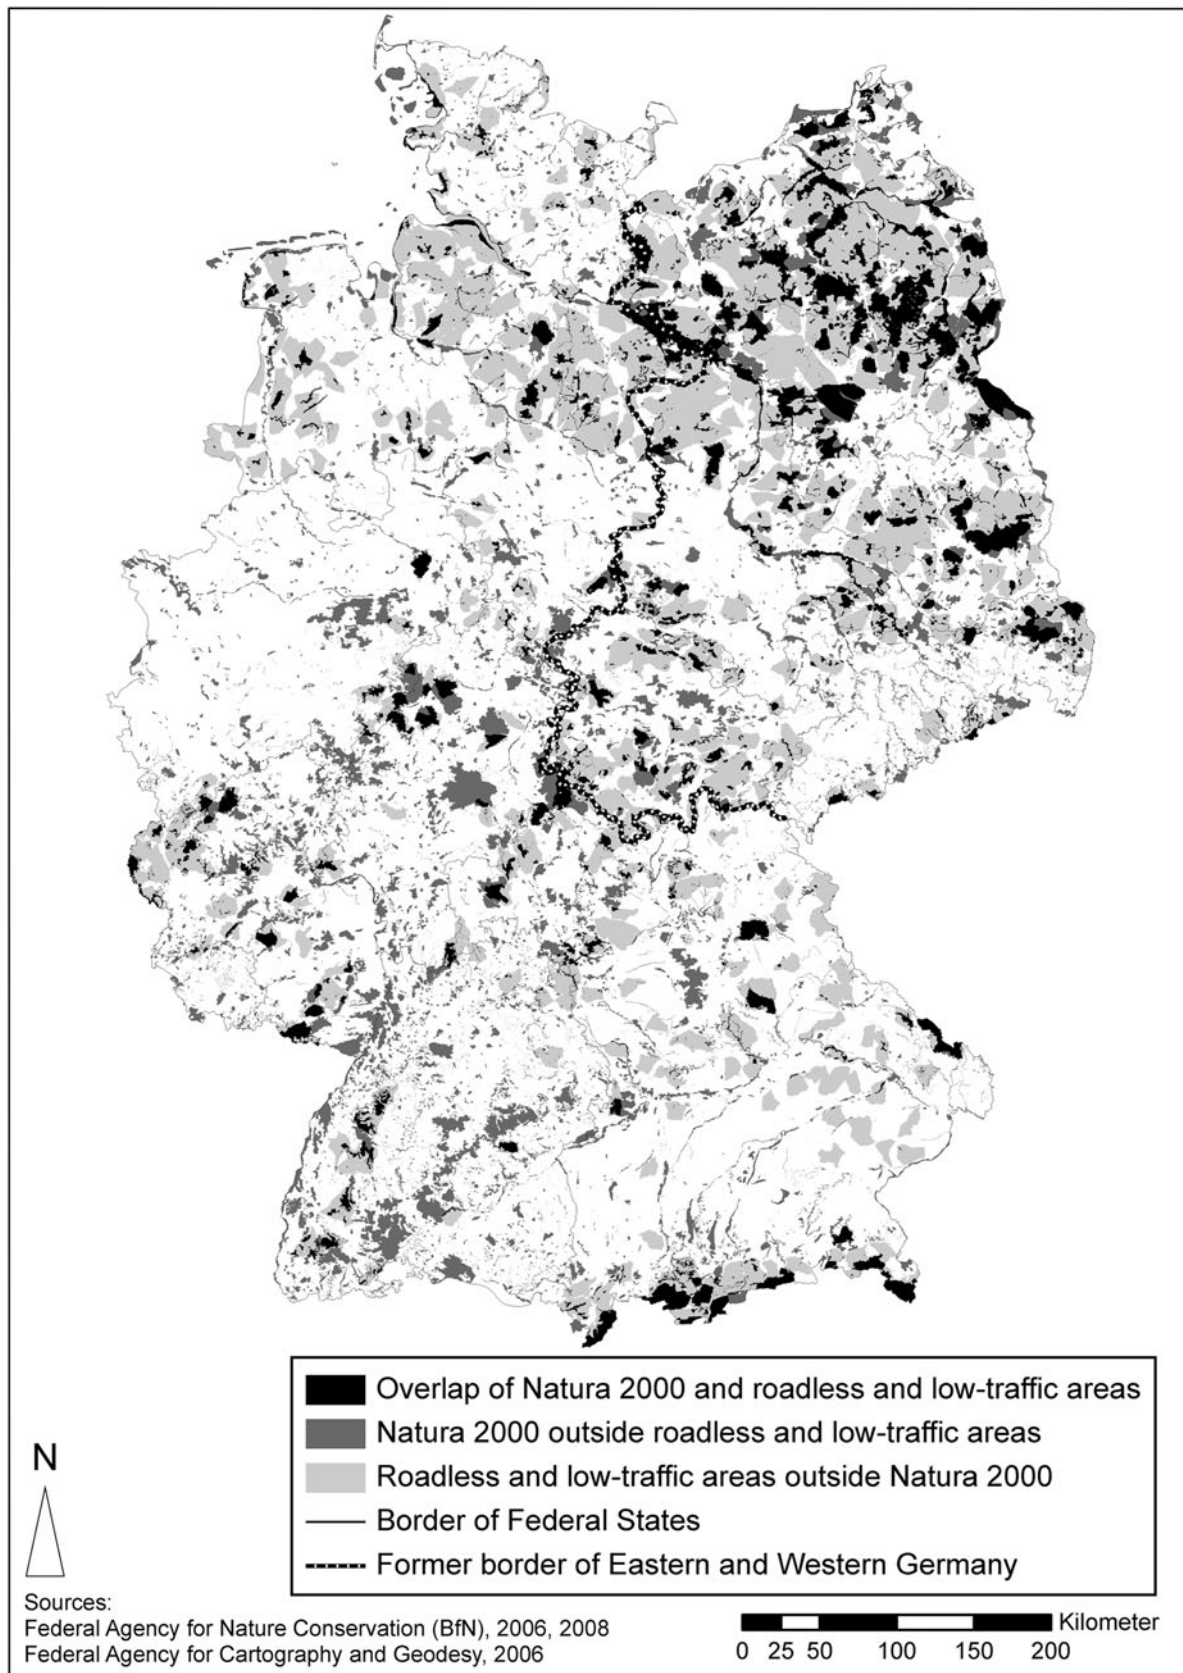 Overlap of Natura 2000 and roadless and low-traffic areas
Natura 2000 outside roadless and low-traffic areas
Roadless and low-traffic areas outside Natura 2000
Border of Federal States
Former border of Eastern and Western Germany
N
Sources:
Federal Agency for Nature Conservation (BfN), 2006, 2008
Federal Agency for Cartography and Geodesy, 2006
Kilometer
0 25 50 100 150 200